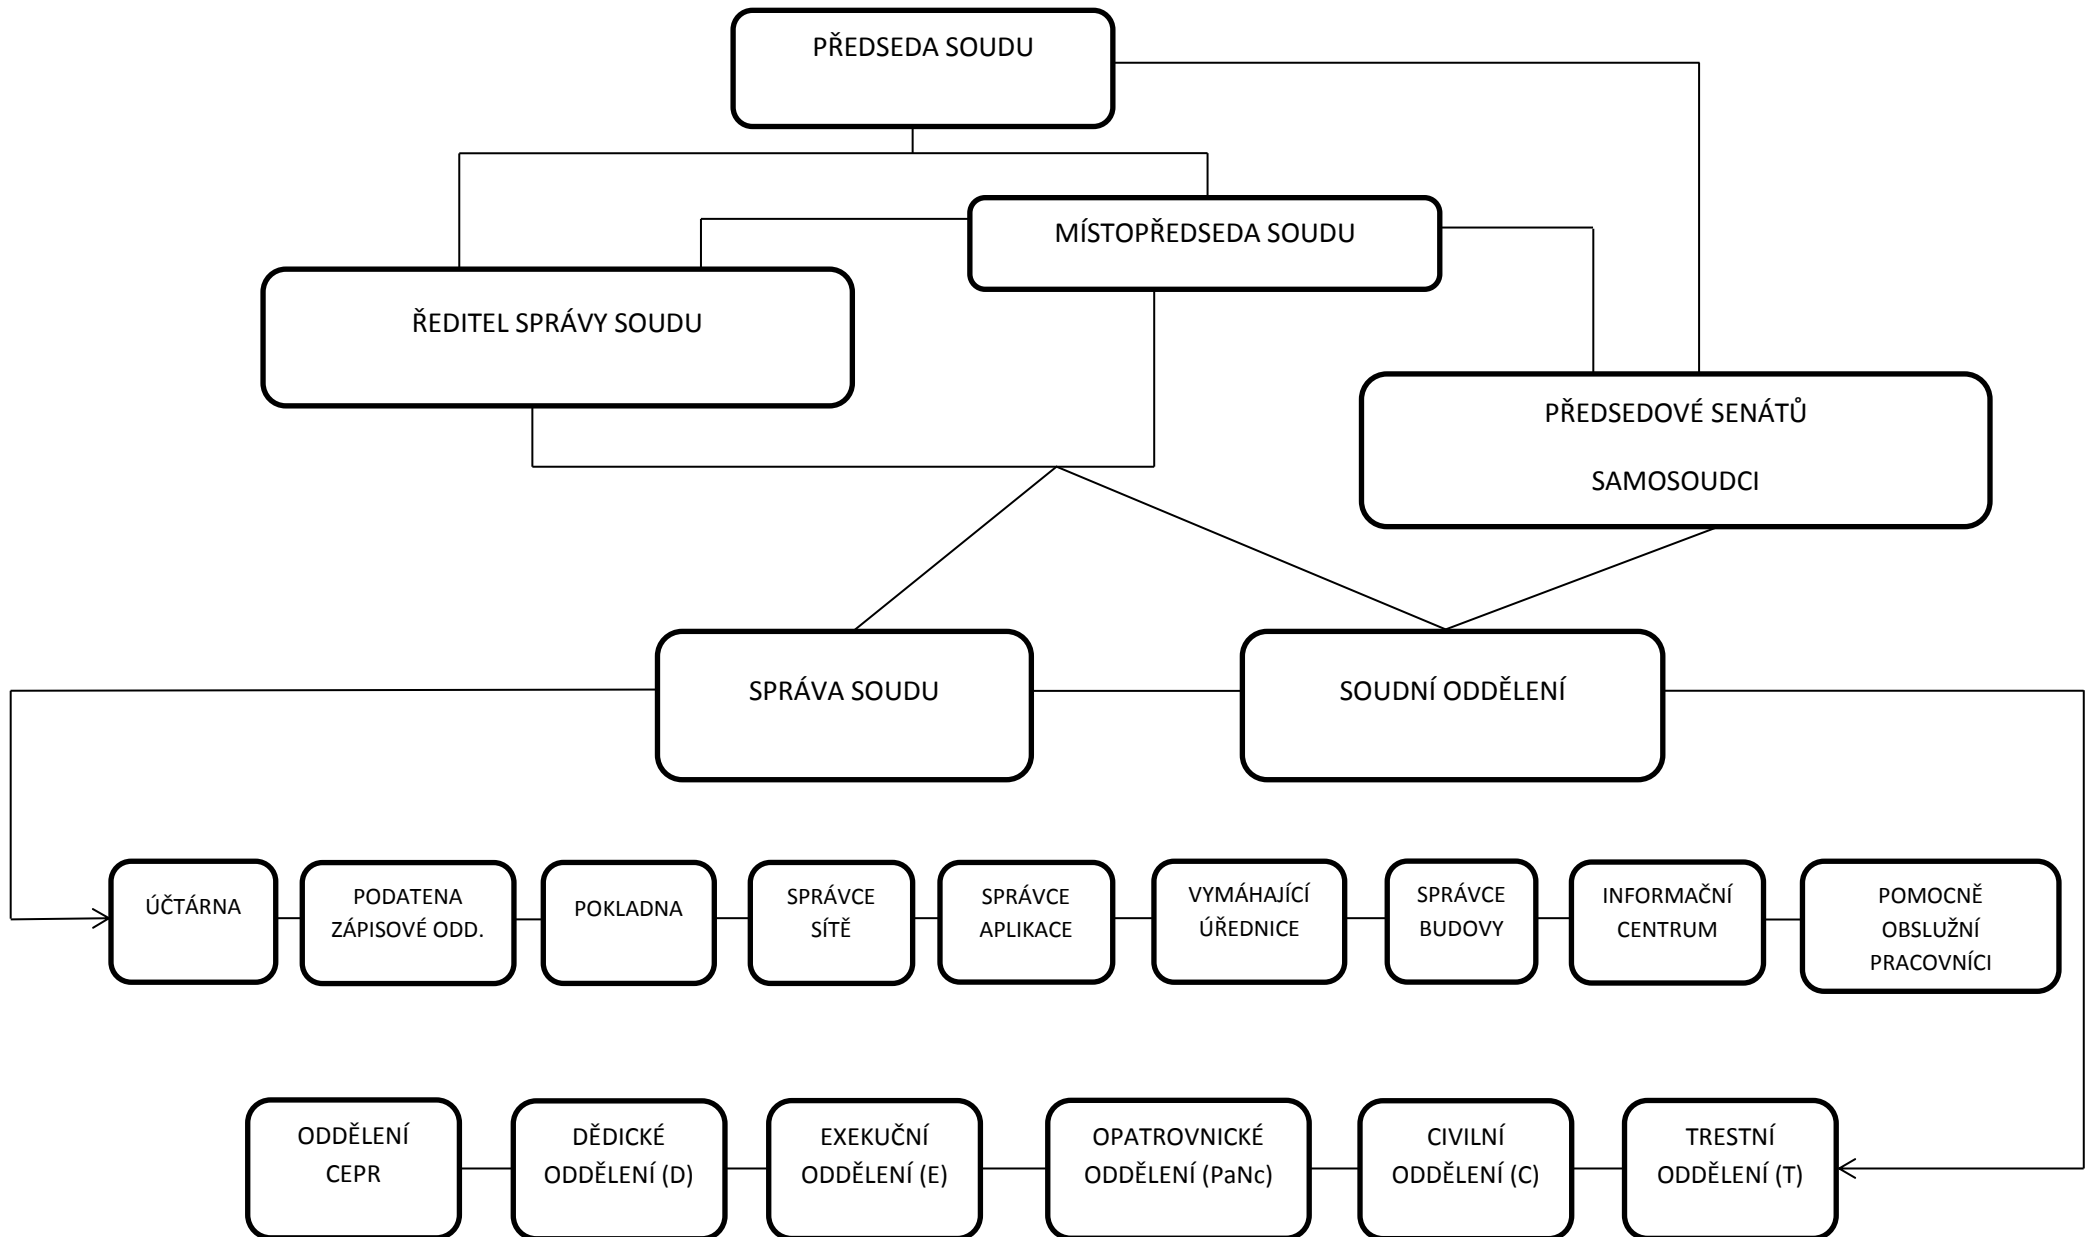 PŘEDSEDA SOUDU
MÍSTOPŘEDSEDA SOUDU
ŘEDITEL SPRÁVY SOUDU
PŘEDSEDOVÉ SENÁTŮ
SAMOSOUDCI
SPRÁVA SOUDU
SOUDNÍ ODDĚLENÍ
ÚČTÁRNA
PODATENA
ZÁPISOVÉ ODD.
POKLADNA
SPRÁVCE
SÍTĚ
SPRÁVCE
APLIKACE
VYMÁHAJÍCÍ
ÚŘEDNICE
SPRÁVCE
BUDOVY
INFORMAČNÍ
CENTRUM
POMOCNĚ
OBSLUŽNÍ
PRACOVNÍCI
ODDĚLENÍ
CEPR
DĚDICKÉ
ODDĚLENÍ (D)
EXEKUČNÍ
ODDĚLENÍ (E)
OPATROVNICKÉ
ODDĚLENÍ (PaNc)
CIVILNÍ
ODDĚLENÍ (C)
TRESTNÍ
ODDĚLENÍ (T)